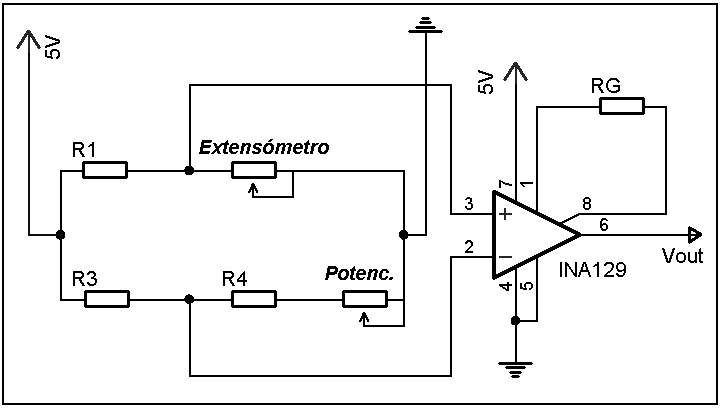 5V
5V
RG
R1
Extensómetro
7
1
3
8
6
2
Vout
R3
R4
Potenc.
INA129
4
5